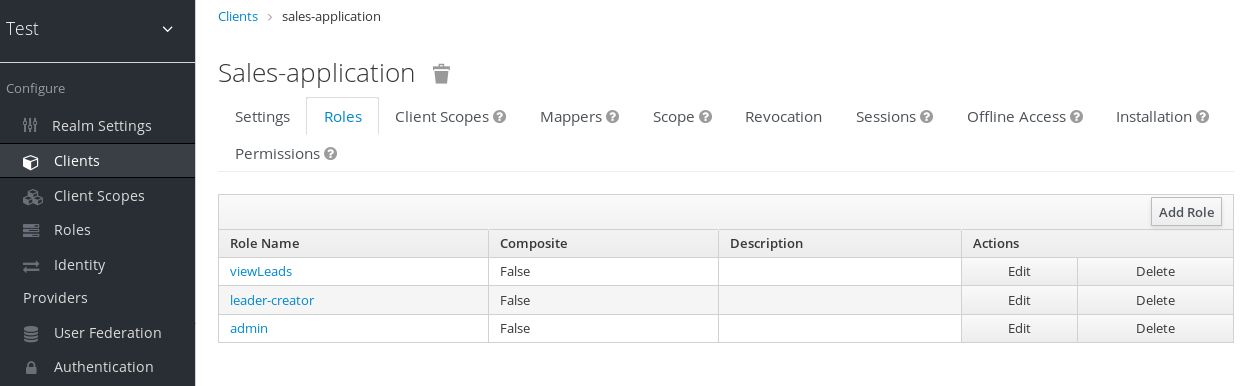 Test
Configure
Realm Settings
Clients
Client Scopes
Roles
Identity
Providers
User Federation
Authentication
Clients > sales-application
Sales-application
Settings Roles Client Scopes ? Mappers ? Scope ? Revocation Sessions ? Offline Access ? Installation ?
Permissions ?
Add Role
Role Name Composite Description Actions
viewLeads False Edit Delete
leader-creator False Edit Delete
admin False Edit Delete